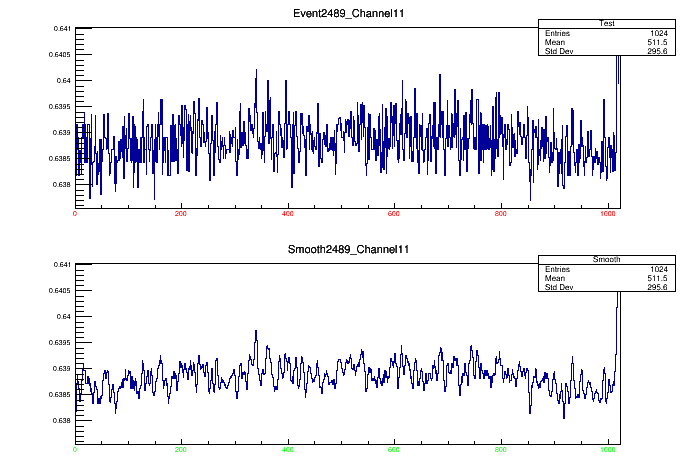 Event2489_Channel11
Test
Entries 1024
Mean 511.5
Std Dev 295.6
0.641
0.6405
0.64
0.6395
0.639
0.6385
0.638
0 200 400 600 800 1000
Smooth2489_Channel11
Smooth
Entries 1024
Mean 511.5
Std Dev 295.6
0.641
0.6405
0.64
0.6395
0.639
0.6385
0.638
0 200 400 600 800 1000